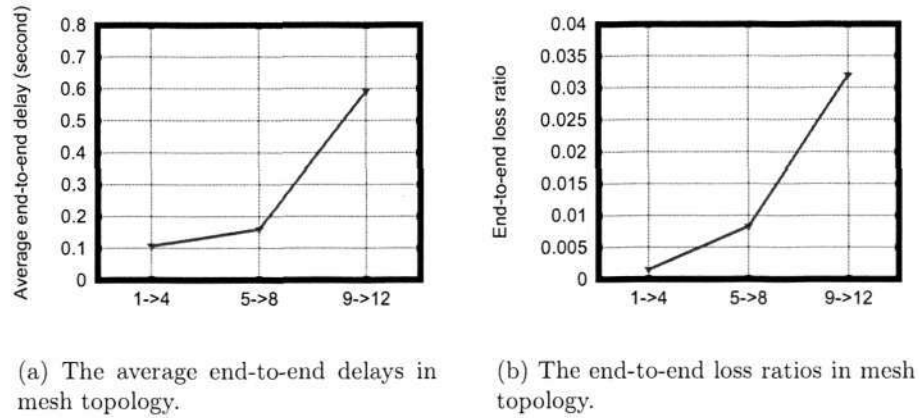 Average end-to-end delay (second)
0.8
0.7
0.6
0.5
0.4
0.3
0.2
0.1
0
1->4 5->8 9->12
(a) The average end-to-end delays in
mesh topology.
End-to-end loss ratio
0.04
0.035
0.03
0.025
0.02
0.015
0.01
0.005
0
1->4 5->8 9->12
(b) The end-to-end loss ratios in mesh
topology.